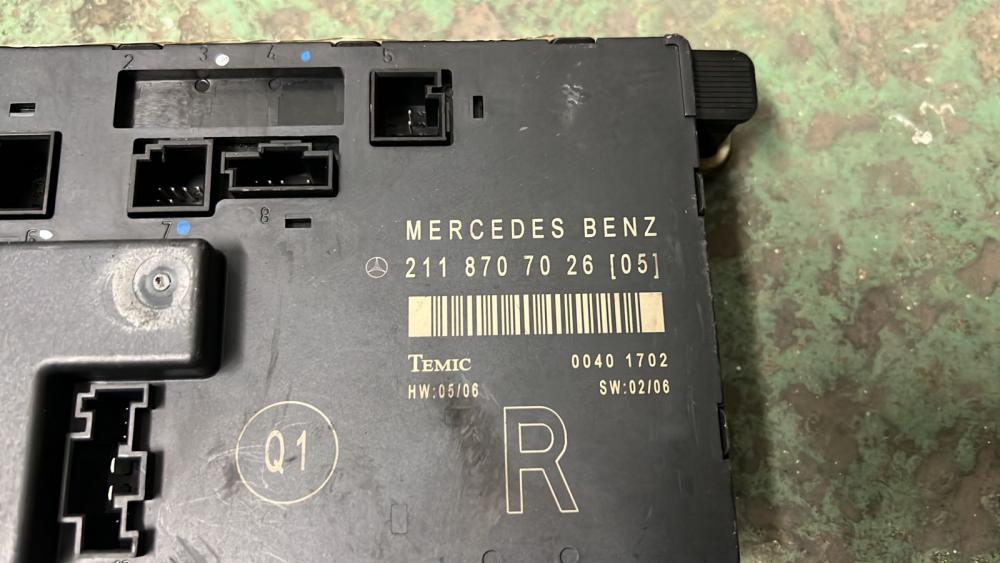 2 3 4 5
6 7 8
MERCEDES BENZ
211 870 70 26 [05]
TEMIC 0040 1702
HW:05/06 SW:02/06
Q1 R